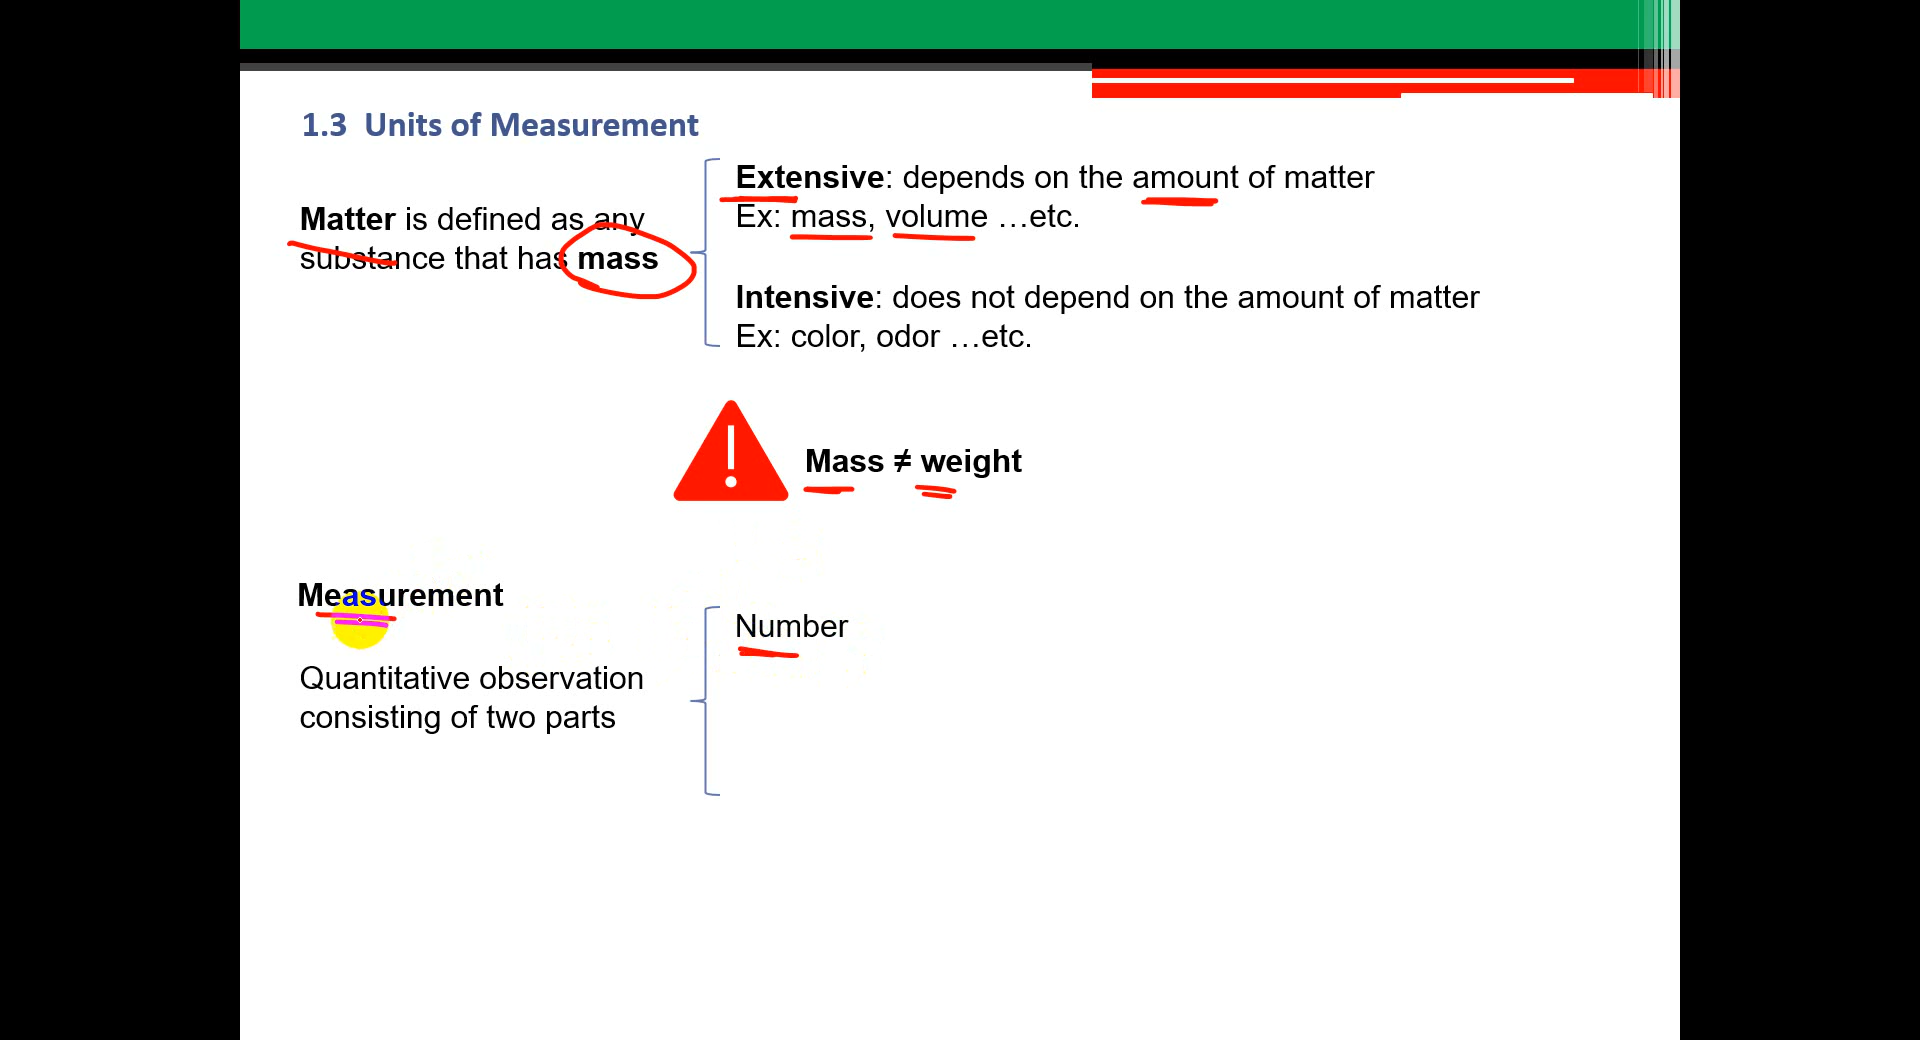 1.3 Units of Measurement
Matter is defined as any
substance that has mass
Extensive: depends on the amount of matter
Ex: mass, volume …etc.
Intensive: does not depend on the amount of matter
Ex: color, odor …etc.
Mass ≠ weight
Measurement
Quantitative observation
consisting of two parts
Number